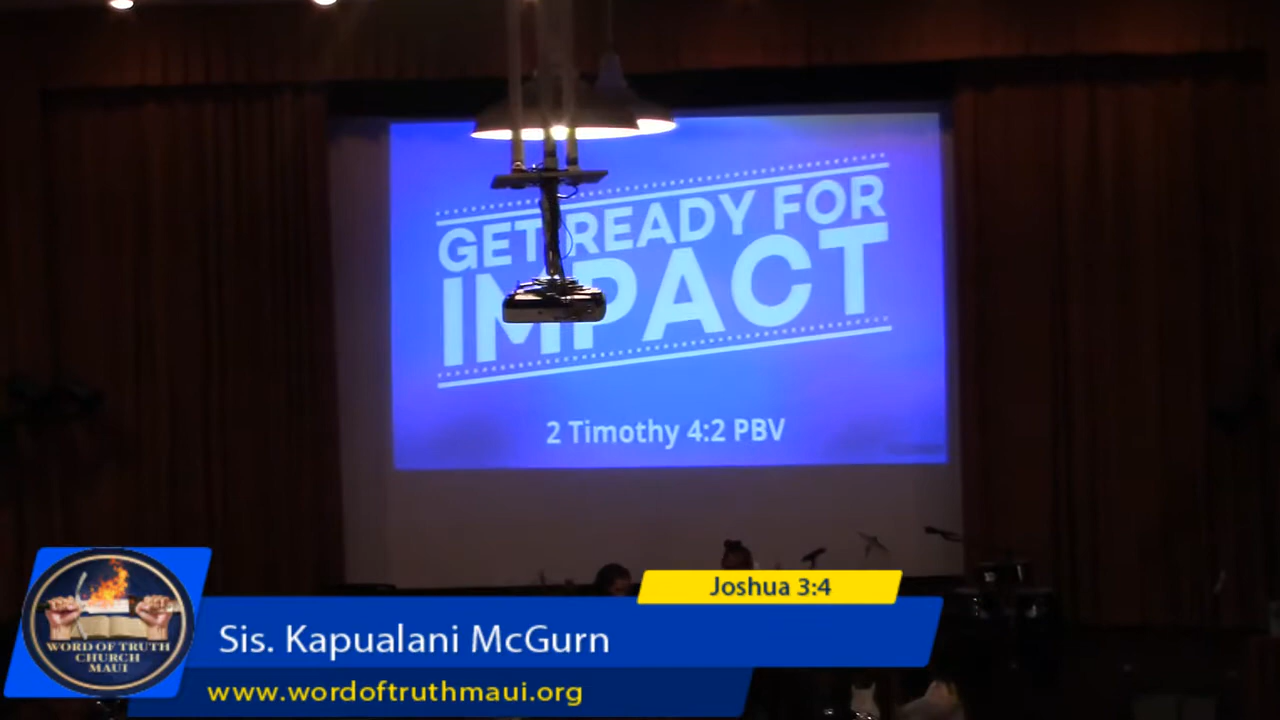 GET READY FOR
IMPACT
2 Timothy 4:2 PBV
Joshua 3:4
Sis. Kapualani McGurn
WORD OF TRUTH
CHURCH
MAUI
www.wordoftruthmaui.org